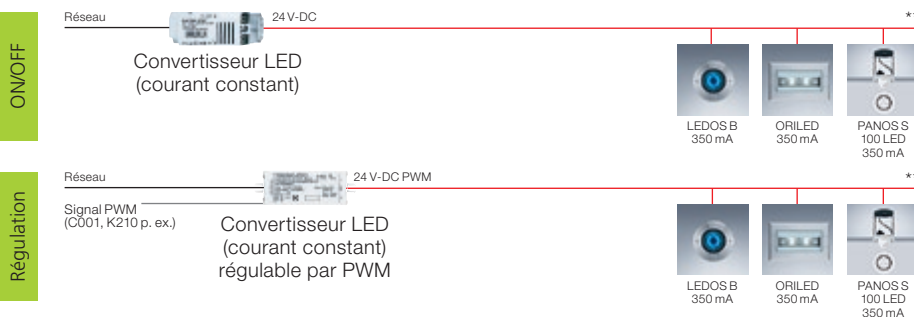 ON/OFF
Réseau
24 V-DC
Convertisseur LED
(courant constant)
LEDOS B
350 mA
ORILED
350 mA
PANOS S
100 LED
350 mA
Régulation
Réseau
24 V-DC PWM
Signal PWM
(C001, K210 p. ex.)
Convertisseur LED
(courant constant)
régulable par PWM
LEDOS B
350 mA
ORILED
350 mA
PANOS S
100 LED
350 mA